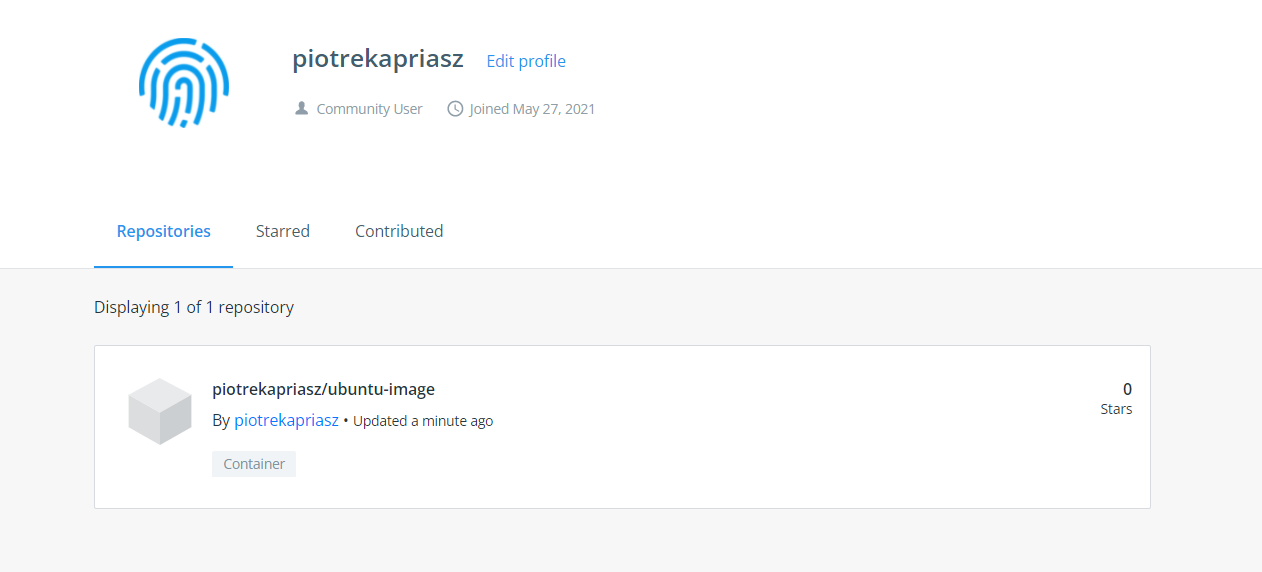 piotrekapriasz Edit profile
Community User Joined May 27, 2021
Repositories Starred Contributed
Displaying 1 of 1 repository
piotrekapriasz/ubuntu-image
By piotrekapriasz • Updated a minute ago
Container
0
Stars